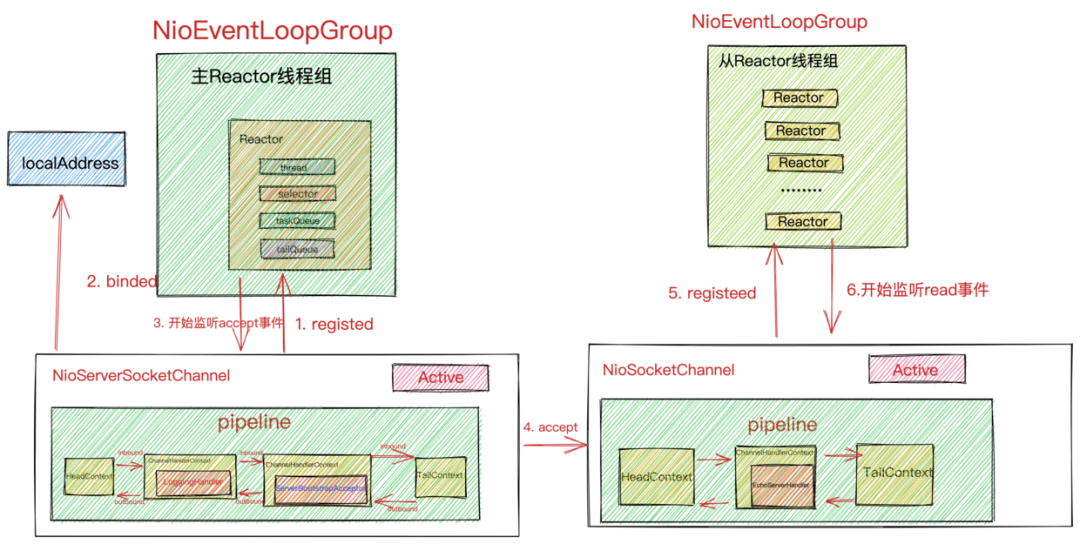 NioEventLoopGroup
主Reactor线程组
Reactor
thread
selector
taskQueue
tailQueue
localAddress
2. binded
3. 开始监听accept事件
1. registed
NioServerSocketChannel
Active
pipeline
HeadContext
inbound
outbound
ChannelHandlerContext
LoggingHandler
inbound
outbound
ChannelHandlerContext
ServerBootstrapAcceptor
inbound
outbound
TailContext
4. accept
NioEventLoopGroup
从Reactor线程组
Reactor
Reactor
Reactor
........
Reactor
5. registeed
6.开始监听read事件
NioSocketChannel
Active
pipeline
HeadContext
ChannelHandlerContext
EchoServerHandler
TailContext